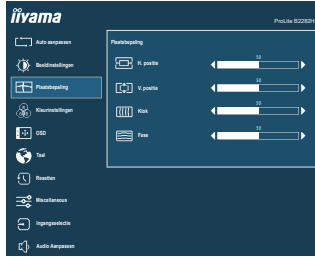 iiyama
ProLite B2282H
Auto aanpassen
Beeldinstellingen
Plaatsbepaling
Kleurinstellingen
OSD
Taal
Resetten
Miscellaneous
Ingangsselectie
Audio Aanpassen
Plaatsbepaling
H. positie
50
V. positie
50
Klok
50
Fase
50